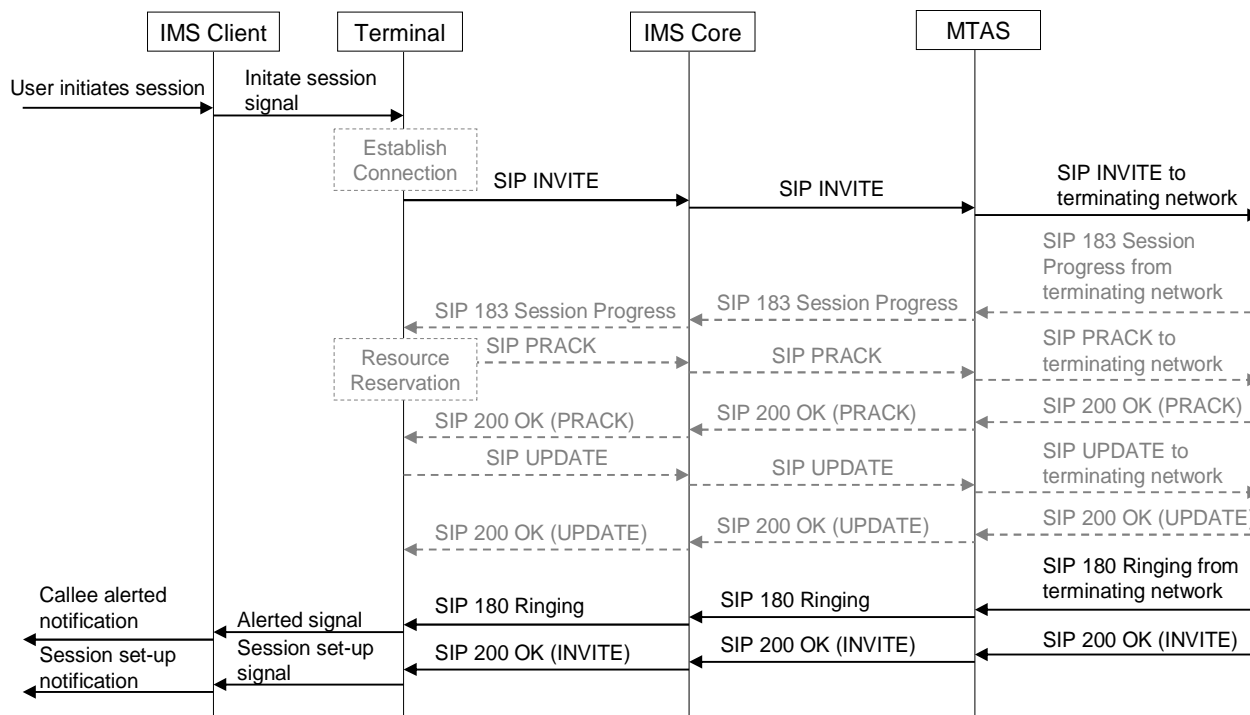 IMS Client
Terminal
IMS Core
MTAS
User initiates session
Initate session
signal
Establish
Connection
SIP INVITE
SIP INVITE
SIP INVITE to
terminating network
SIP 183 Session
Progress from
terminating network
SIP 183 Session Progress
SIP 183 Session Progress
Resource
Reservation
SIP PRACK
SIP PRACK
SIP PRACK to
terminating network
SIP 200 OK (PRACK)
SIP 200 OK (PRACK)
SIP 200 OK (PRACK)
SIP UPDATE
SIP UPDATE
SIP UPDATE to
terminating network
SIP 200 OK (UPDATE)
SIP 200 OK (UPDATE)
SIP 200 OK (UPDATE)
SIP 180 Ringing from
terminating network
SIP 180 Ringing
SIP 180 Ringing
Alerted signal
Callee alerted
notification
SIP 200 OK (INVITE)
SIP 200 OK (INVITE)
SIP 200 OK (INVITE)
Session set-up
signal
Session set-up
notification